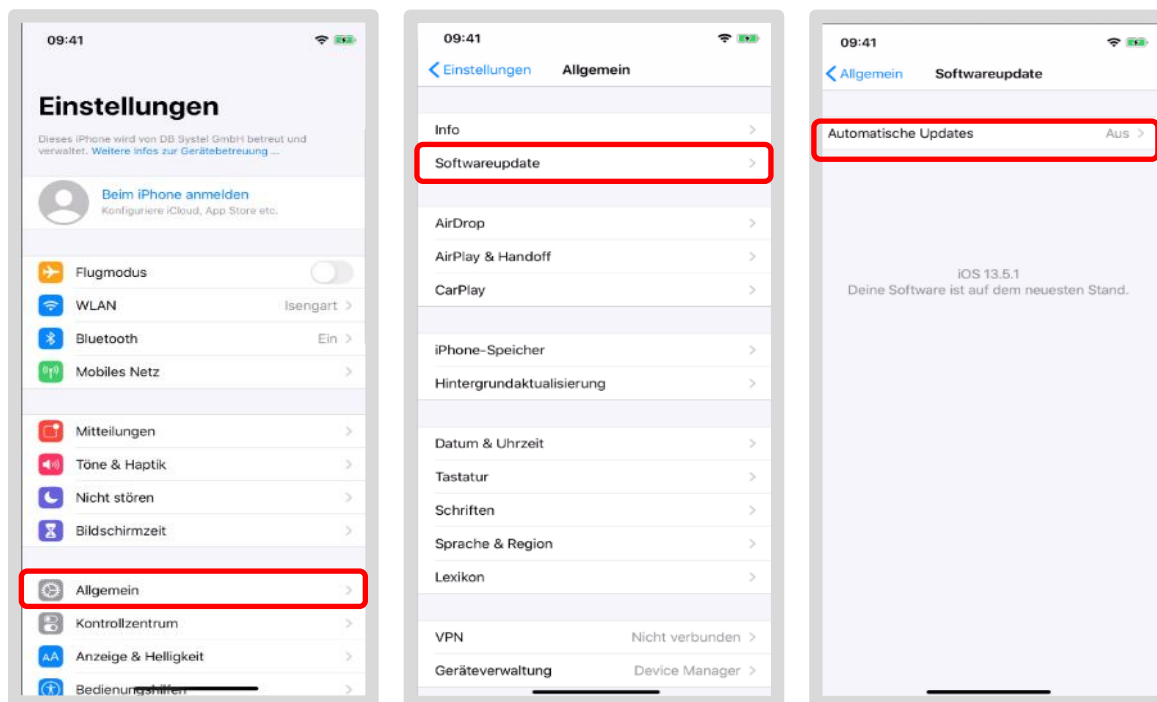 09:41
Einstellungen
Dieses iPhone wird von DB Systel GmbH betreut und
verwaltet. Weitere Infos zur Gerätebetreuung ...
Beim iPhone anmelden
Konfiguriere iCloud, App Store etc.
Flugmodus
WLAN Isengart
Bluetooth Ein
Mobiles Netz
Mitteilungen
Töne & Haptik
Nicht stören
Bildschirmzeit
Allgemein
Kontrollzentrum
AA Anzeige & Helligkeit
Bedienungshilfen
09:41
Einstellungen Allgemein
Info
Softwareupdate
AirDrop
AirPlay & Handoff
CarPlay
iPhone-Speicher
Hintergrundaktualisierung
Datum & Uhrzeit
Tastatur
Schriften
Sprache & Region
Lexikon
VPN Nicht verbunden
Geräteverwaltung Device Manager
09:41
Allgemein Softwareupdate
Automatische Updates Aus
iOS 13.5.1
Deine Software ist auf dem neuesten Stand.